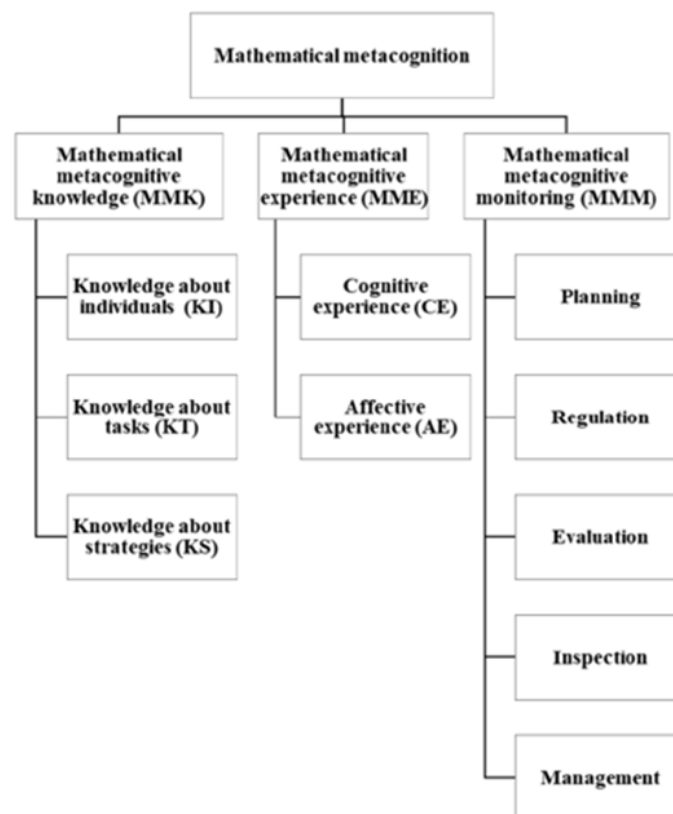 Mathematical metacognition
Mathematical
metacognitive
knowledge (MMK)
Mathematical
metacognitive
experience (MME)
Mathematical
metacognitive
monitoring (MMM)
Knowledge about
individuals (KI)
Knowledge about
tasks (KT)
Knowledge about
strategies (KS)
Cognitive
experience (CE)
Affective
experience (AE)
Planning
Regulation
Evaluation
Inspection
Management